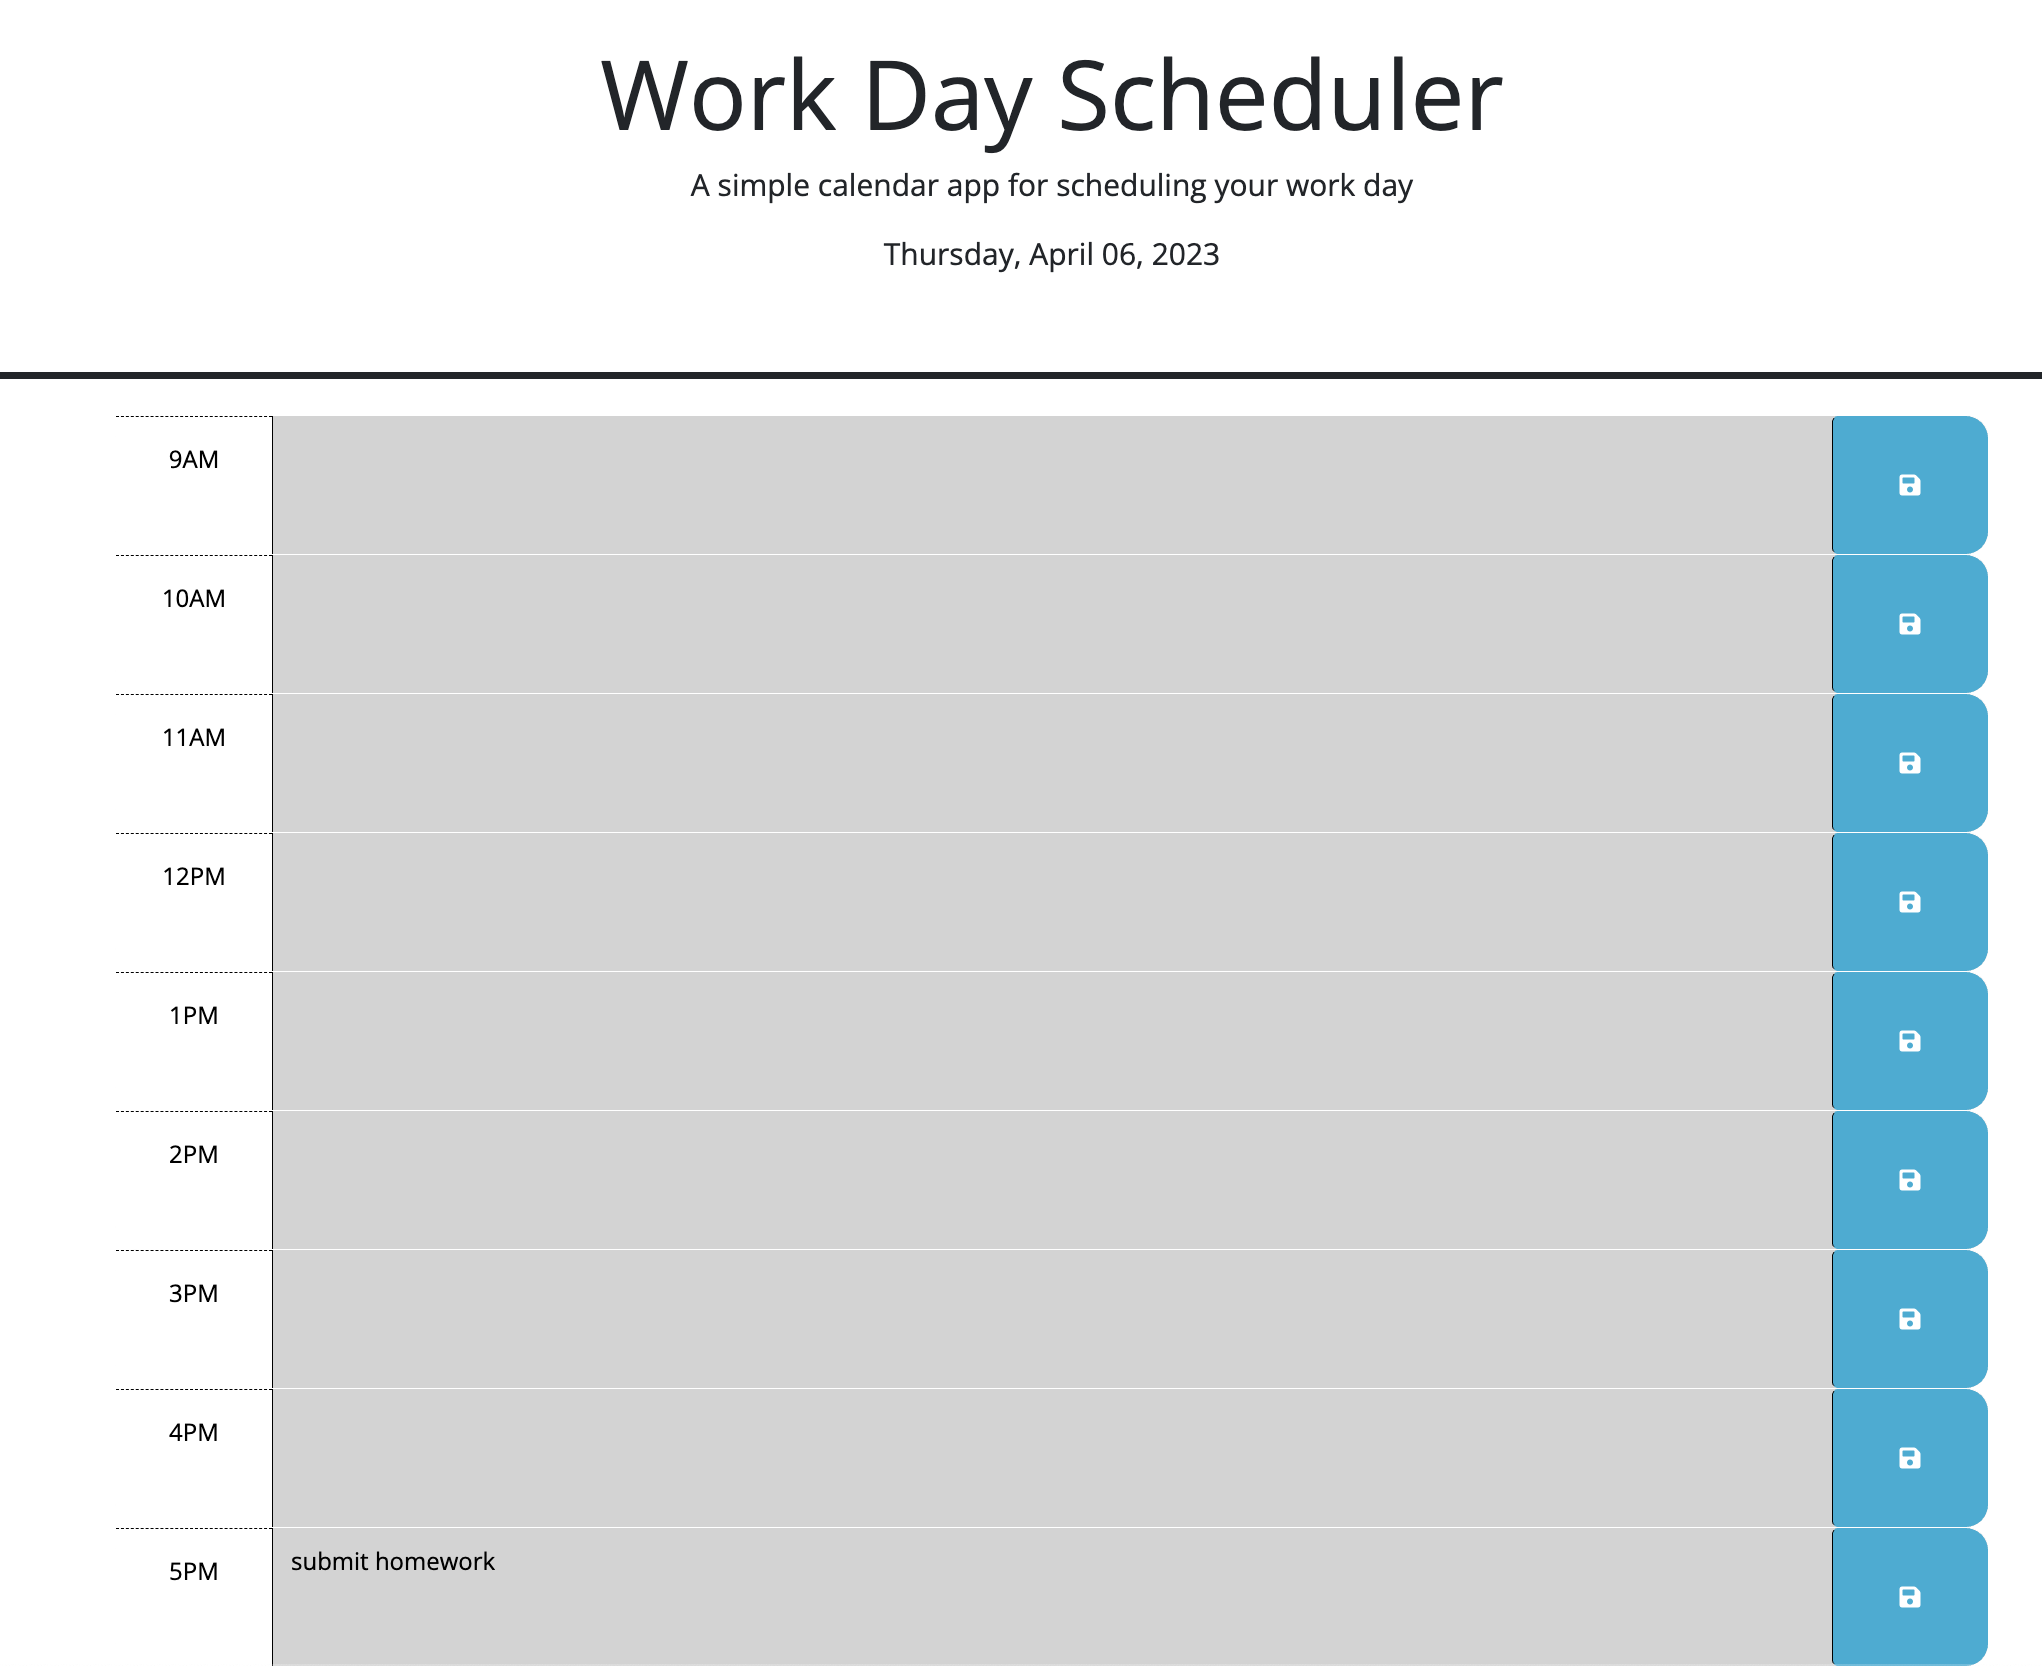 Work Day Scheduler
A simple calendar app for scheduling your work day
Thursday, April 06, 2023
9AM
10AM
11AM
12PM
1PM
2PM
3PM
4PM
5PM submit homework